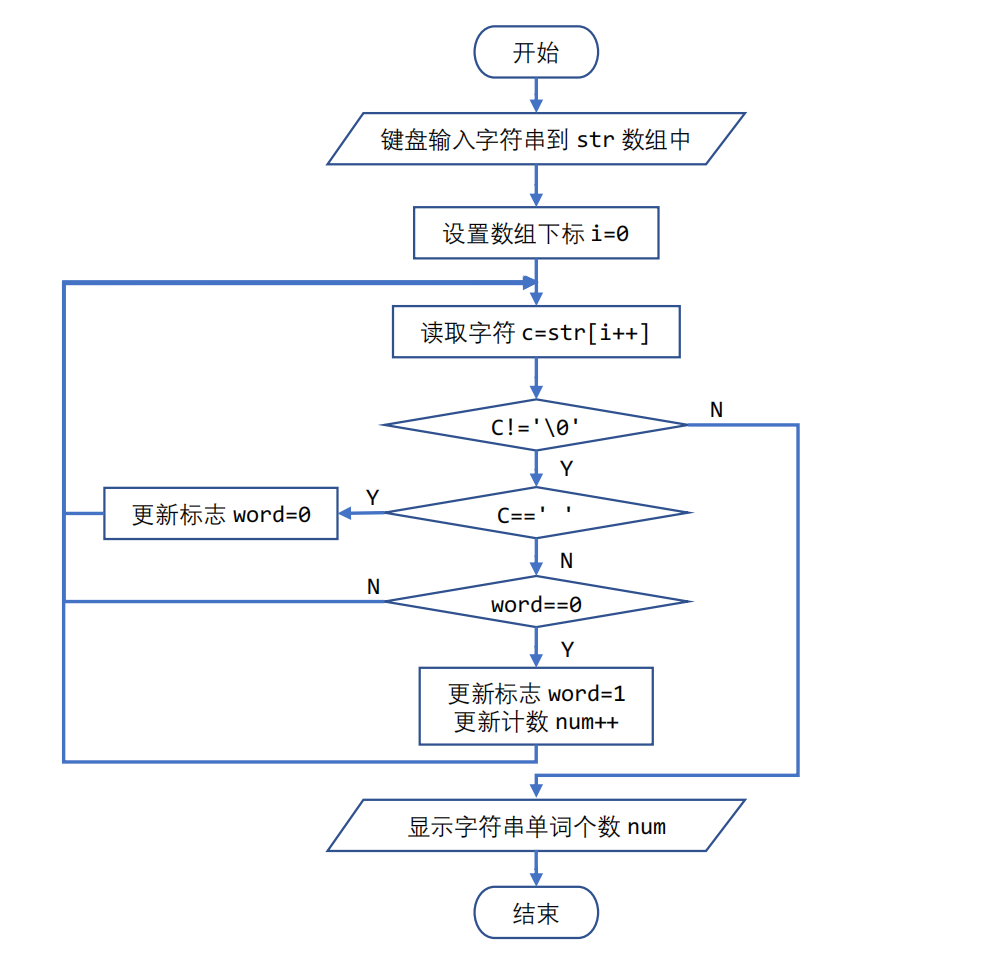 开始
键盘输入字符串到 str 数组中
设置数组下标 i=0
读取字符 c=str[i++]
C!='\0'
N
Y
C==' '
Y
更新标志 word=0
N
word==0
N
Y
更新标志 word=1
更新计数 num++
显示字符串单词个数 num
结束